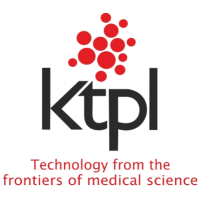 ktpl
Technology from the
frontiers of medical science